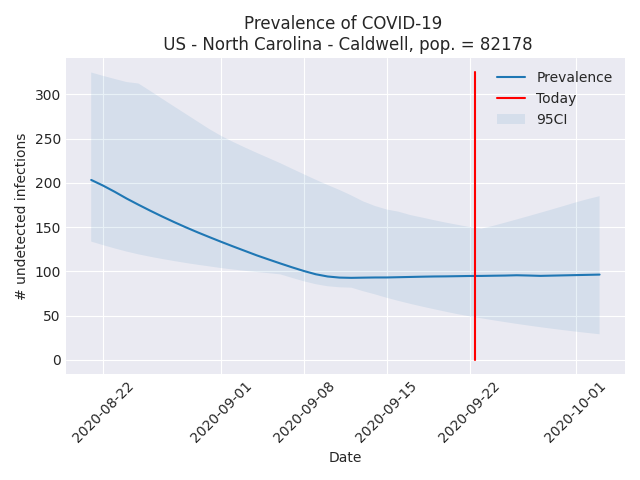 Prevalence of COVID-19
US - North Carolina - Caldwell, pop. = 82178
Prevalence
Today
95CI
# undetected infections
300
250
200
150
100
50
0
2020-08-22
2020-09-01
2020-09-08
2020-09-15
2020-09-22
2020-10-01
Date